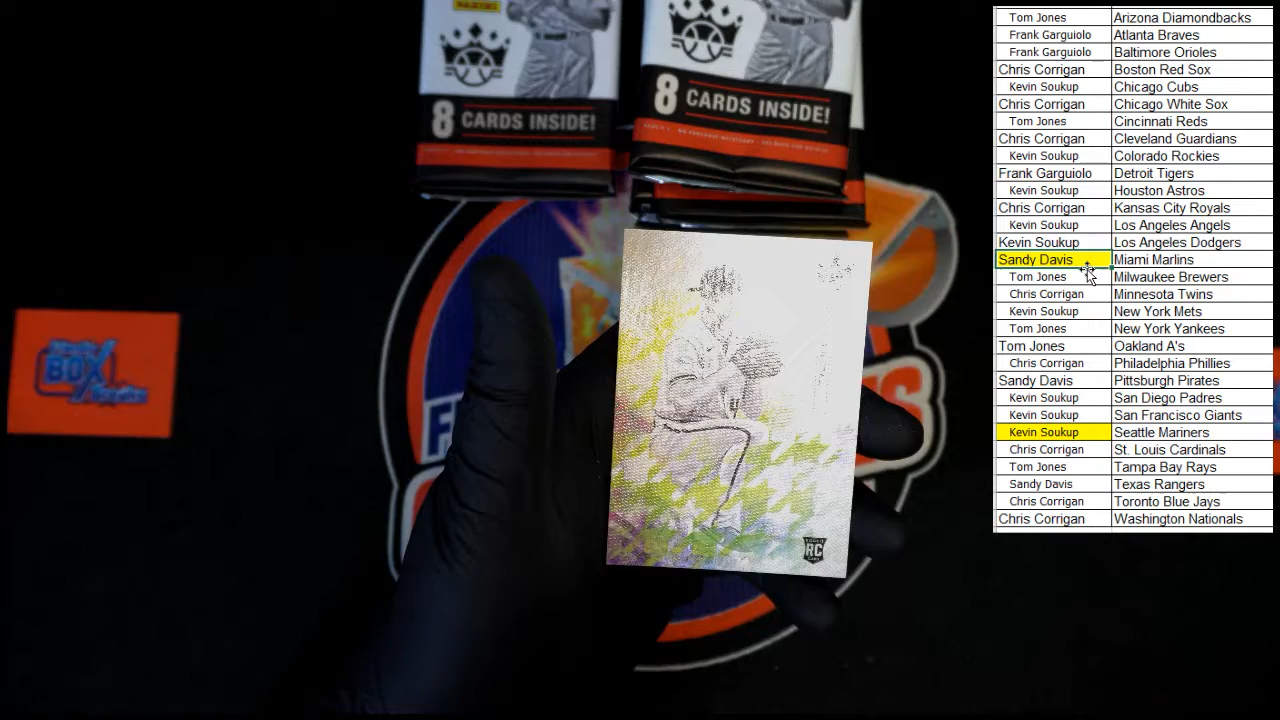 Tom Jones Arizona Diamondbacks
Frank Garguiolo Atlanta Braves
Frank Garguiolo Baltimore Orioles
Chris Corrigan Boston Red Sox
Kevin Soukup Chicago Cubs
Chris Corrigan Chicago White Sox
Tom Jones Cincinnati Reds
Chris Corrigan Cleveland Guardians
Kevin Soukup Colorado Rockies
Frank Garguiolo Detroit Tigers
Kevin Soukup Houston Astros
Chris Corrigan Kansas City Royals
Kevin Soukup Los Angeles Angels
Kevin Soukup Los Angeles Dodgers
Sandy Davis Miami Marlins
Tom Jones Milwaukee Brewers
Chris Corrigan Minnesota Twins
Kevin Soukup New York Mets
Tom Jones New York Yankees
Tom Jones Oakland A's
Chris Corrigan Philadelphia Phillies
Sandy Davis Pittsburgh Pirates
Kevin Soukup San Diego Padres
Kevin Soukup San Francisco Giants
Kevin Soukup Seattle Mariners
Chris Corrigan St. Louis Cardinals
Tom Jones Tampa Bay Rays
Sandy Davis Texas Rangers
Chris Corrigan Toronto Blue Jays
Chris Corrigan Washington Nationals
PANINI
8 CARDS INSIDE!
8 CARDS INSIDE!
BOX
RC